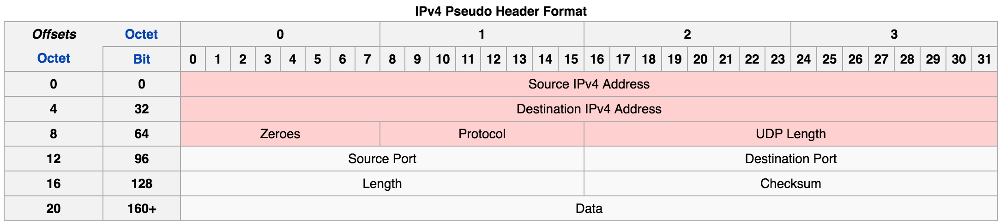 IPv4 Pseudo Header Format
Offsets Octet 0 1 2 3
Octet Bit 0 1 2 3 4 5 6 7 8 9 10 11 12 13 14 15 16 17 18 19 20 21 22 23 24 25 26 27 28 29 30 31
0 0 Source IPv4 Address
4 32 Destination IPv4 Address
8 64 Zeroes Protocol UDP Length
12 96 Source Port Destination Port
16 128 Length Checksum
20 160+ Data